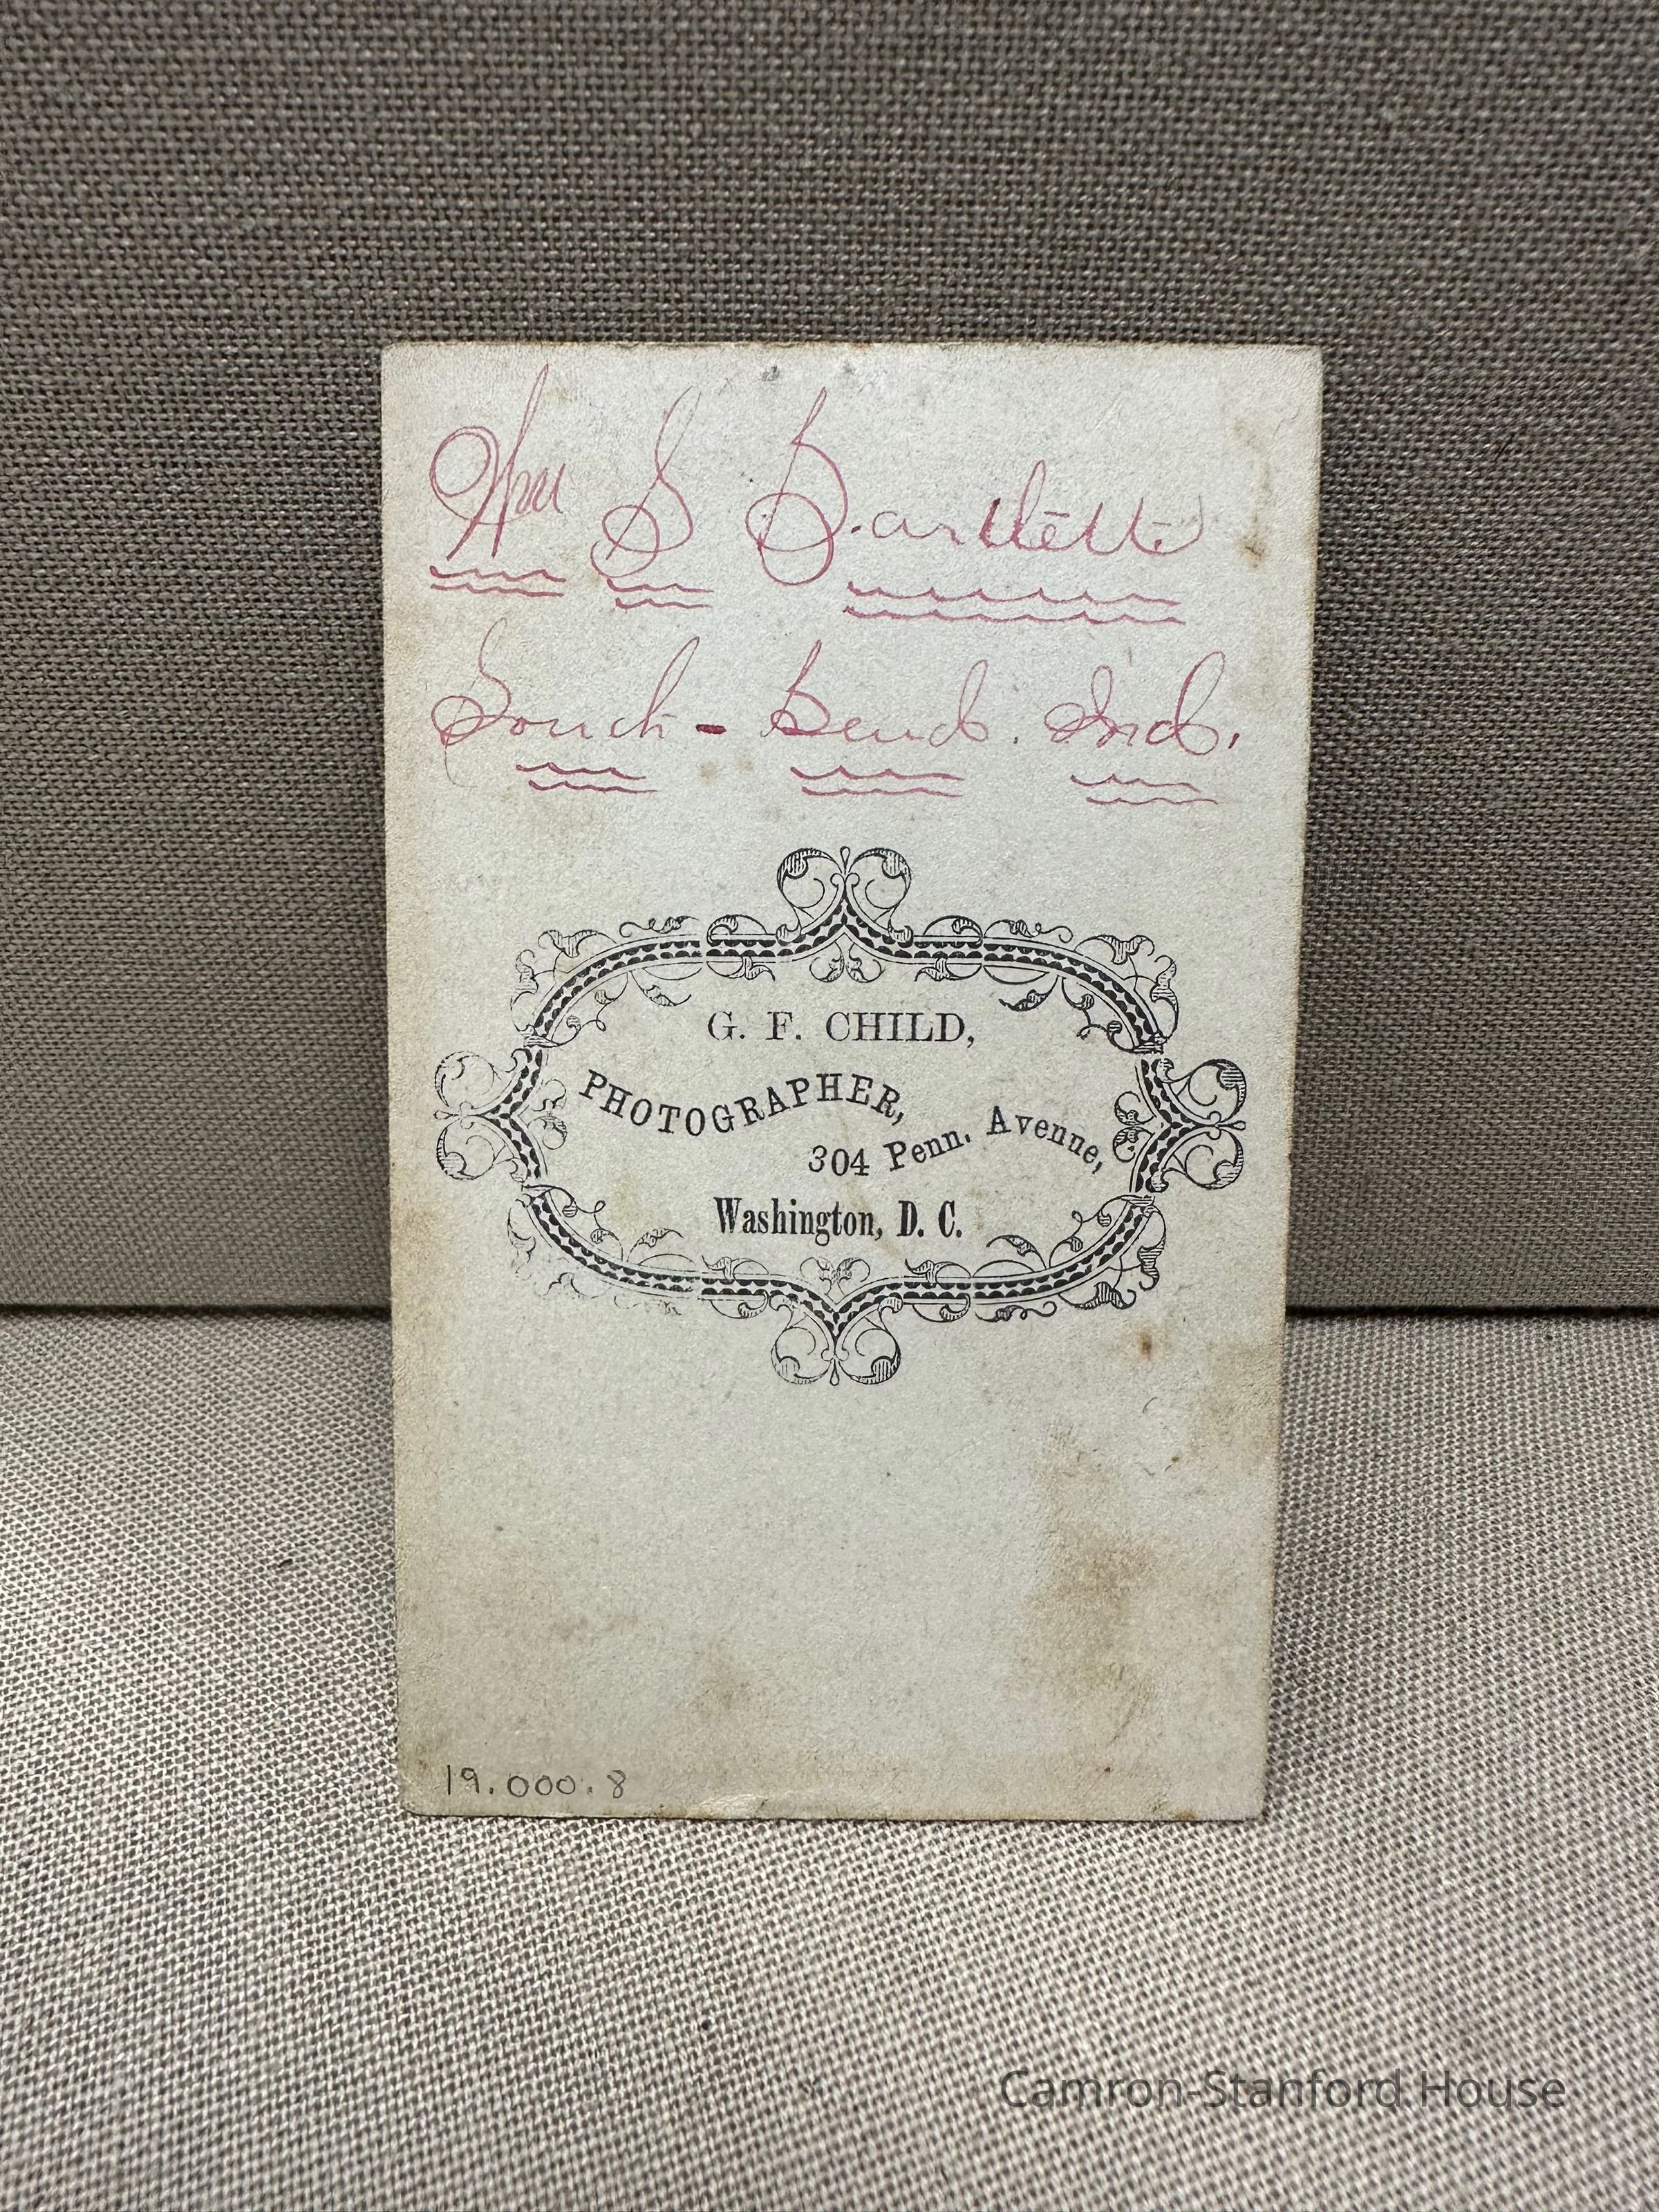 Wm S Bartlett
South-Bend. Ind.
G. F. CHILD,
PHOTOGRAPHER,
304 Penn. Avenue,
Washington, D. C.
19.000.8
Camron-Stanford House